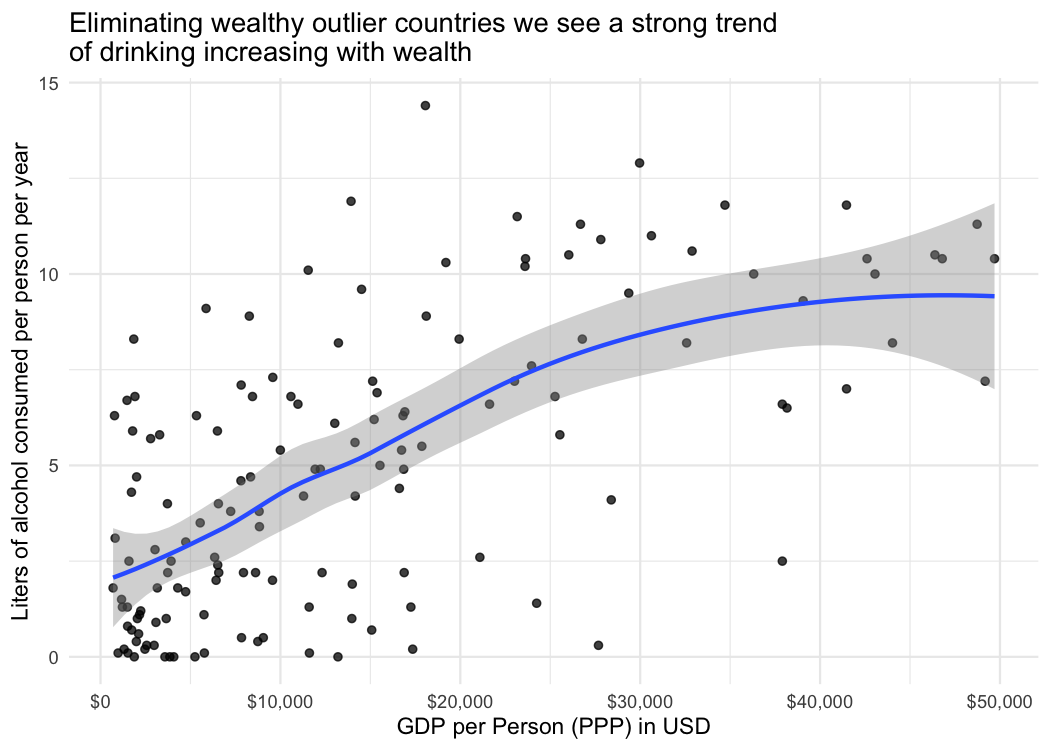 Eliminating wealthy outlier countries we see a strong trend
of drinking increasing with wealth
15
10
5
0
Liters of alcohol consumed per person per year
$0 $10,000 $20,000 $30,000 $40,000 $50,000
GDP per Person (PPP) in USD